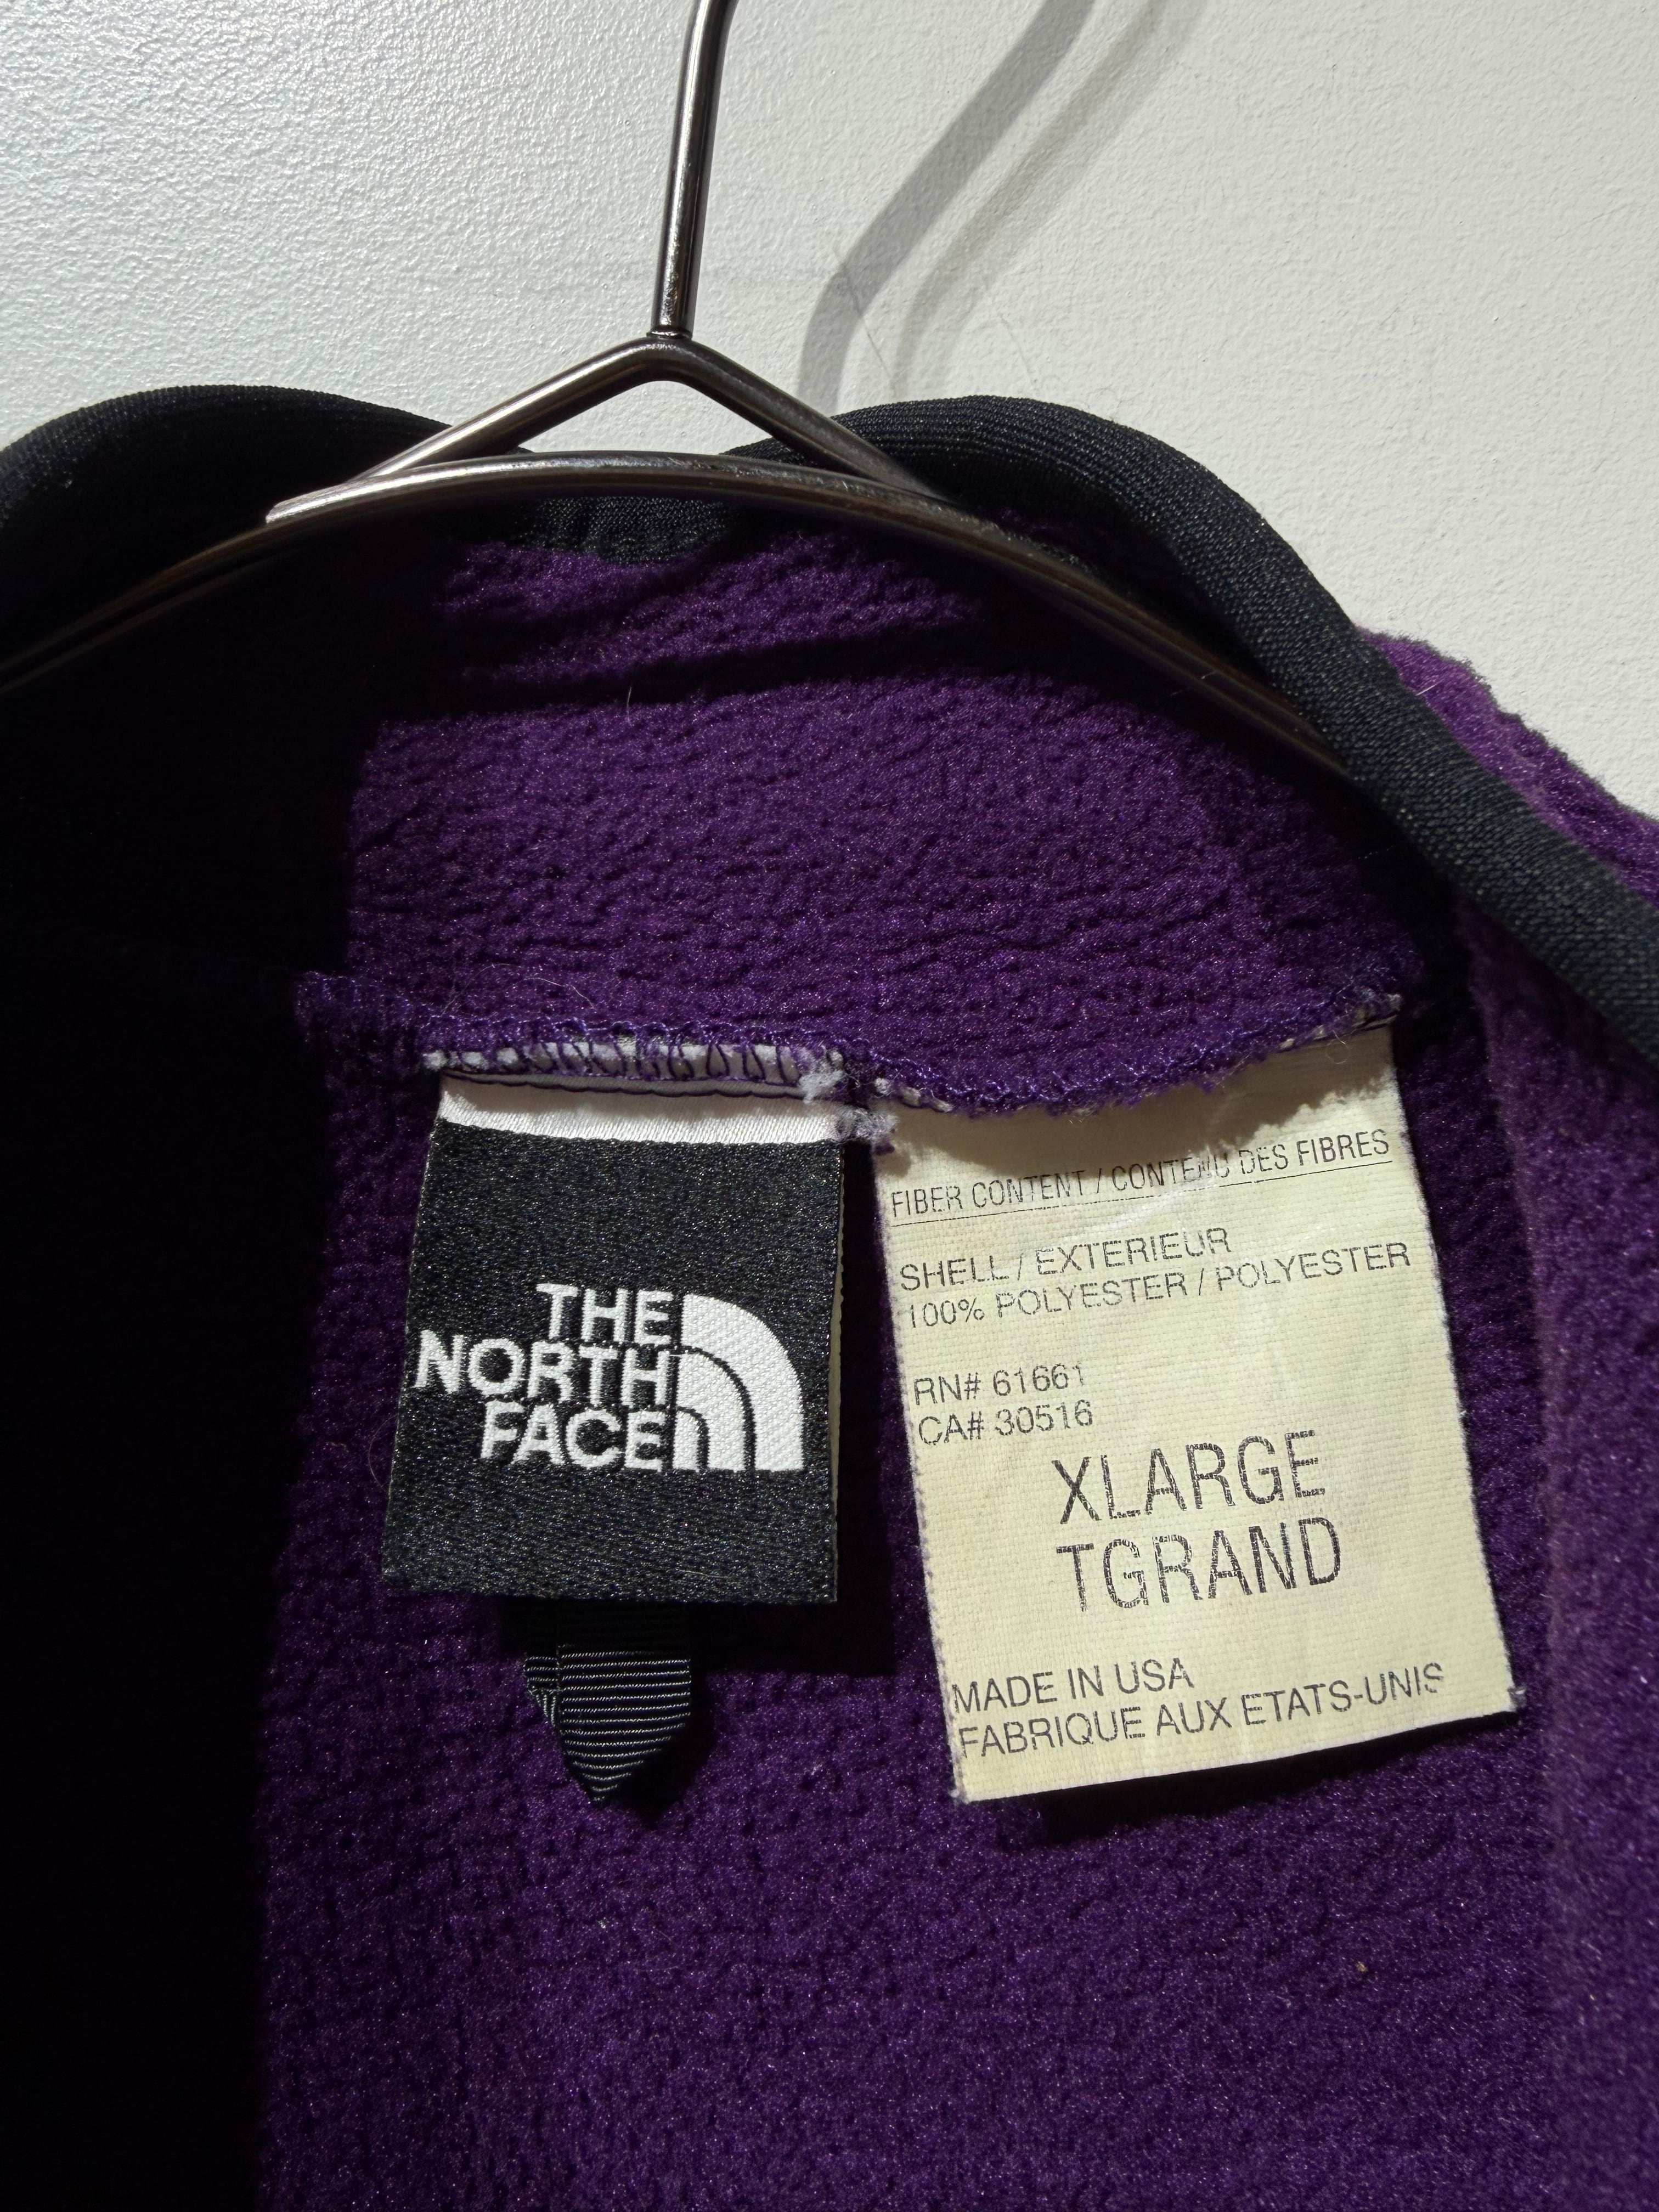 THE
NORTH
FACE
FIBER CONTENT / CONTENU DES FIBRES
SHELL / EXTERIEUR
100% POLYESTER / POLYESTER
RN# 61661
CA# 30516
XLARGE
TGRAND
MADE IN USA
FABRIQUE AUX ETATS-UNIS